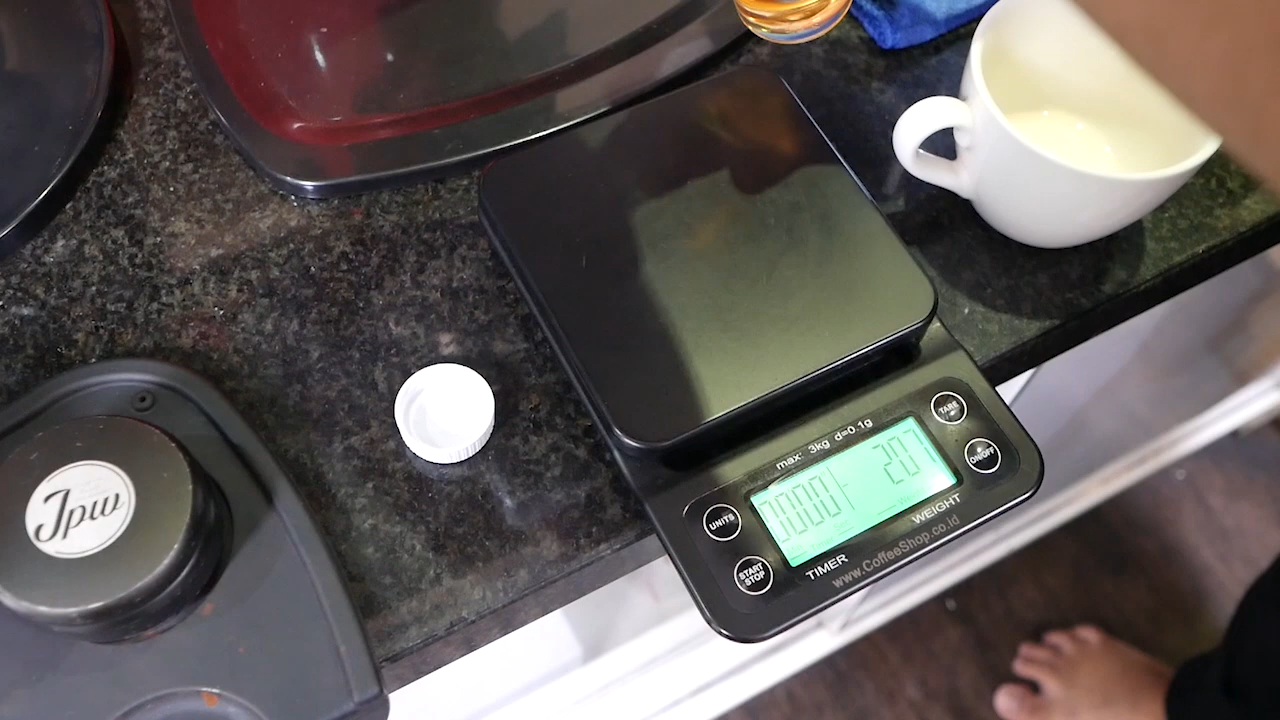 Jpw
max: 3kg d=0.1g
TARE
ON/OFF
UNITS
START
STOP
TIMER
WEIGHT
www.CoffeeShop.co.id